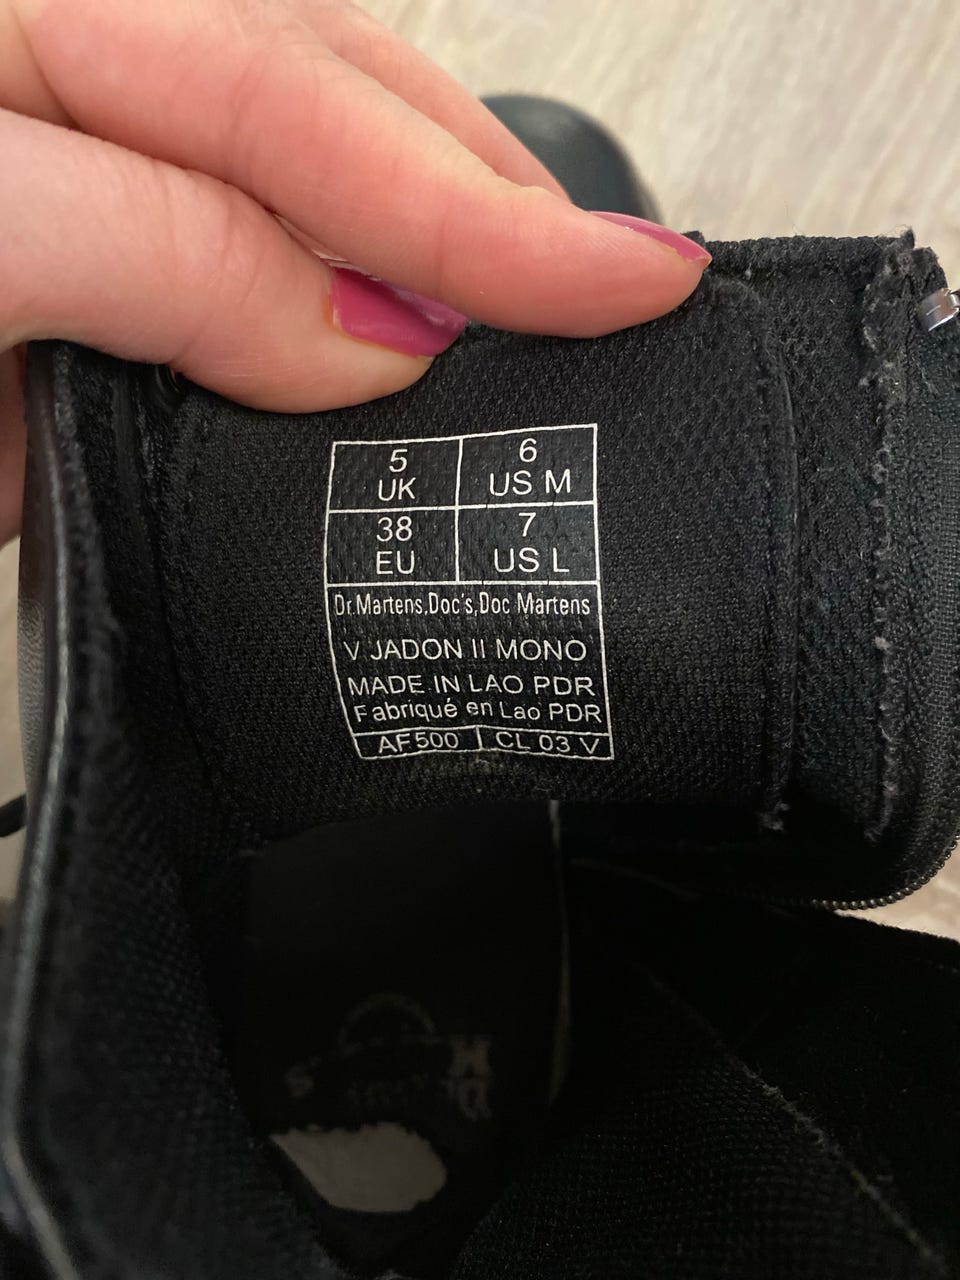 5 UK
6 US M
38 EU
7 US L
Dr.Martens,Doc's,Doc Martens
V JADON II MONO
MADE IN LAO PDR
Fabriqué en Lao PDR
AF500 CL 03 V